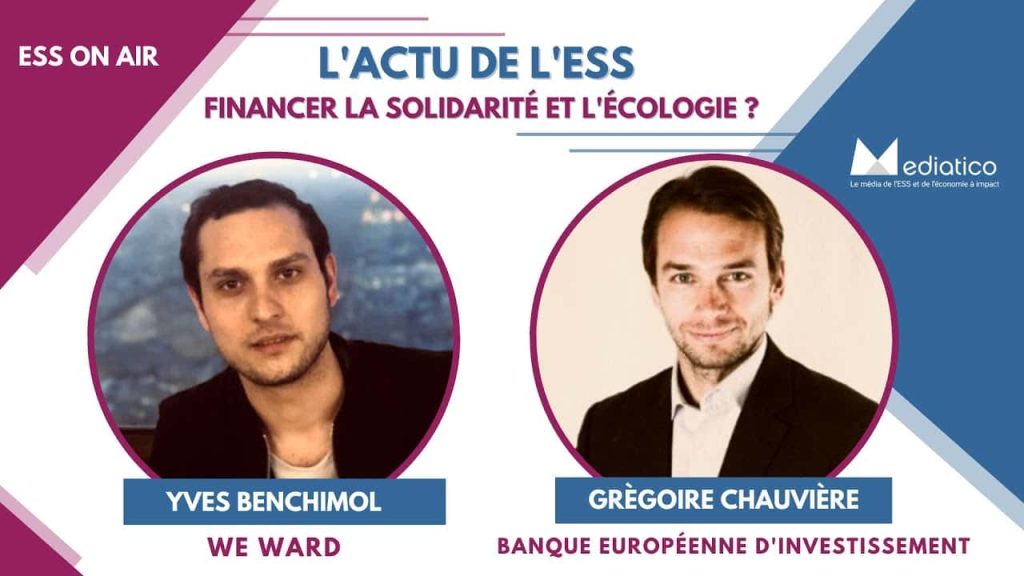 ESS ON AIR
L'ACTU DE L'ESS
FINANCER LA SOLIDARITÉ ET L'ÉCOLOGIE ?
Mediatico
Le média de l'ESS et de l'économie à impact
YVES BENCHIMOL
WE WARD
GRÈGOIRE CHAUVIÈRE
BANQUE EUROPÉENNE D'INVESTISSEMENT